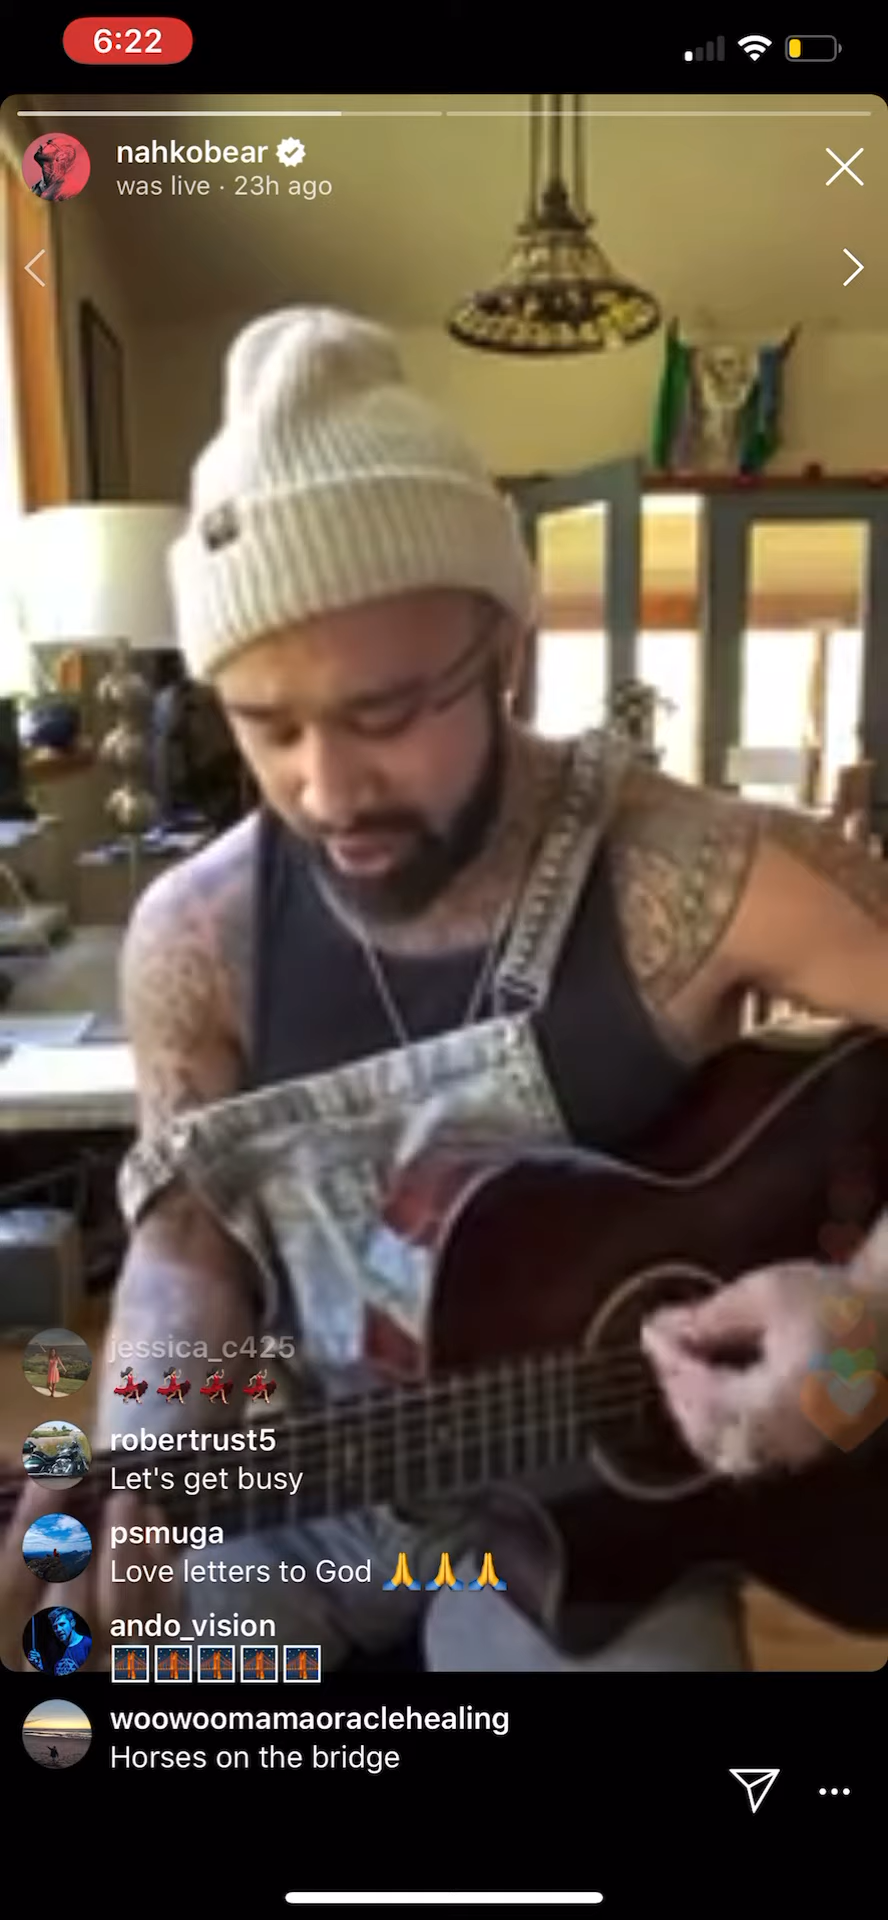 6:22
nahkobear
was live · 23h ago
jessica_c425
💃🏻 💃🏻 💃🏻 💃🏻
robertrust5
Let's get busy
psmuga
Love letters to God 🙏🙏🙏
ando_vision
🌉🌉🌉🌉🌉
woowoomamaoraclehealing
Horses on the bridge